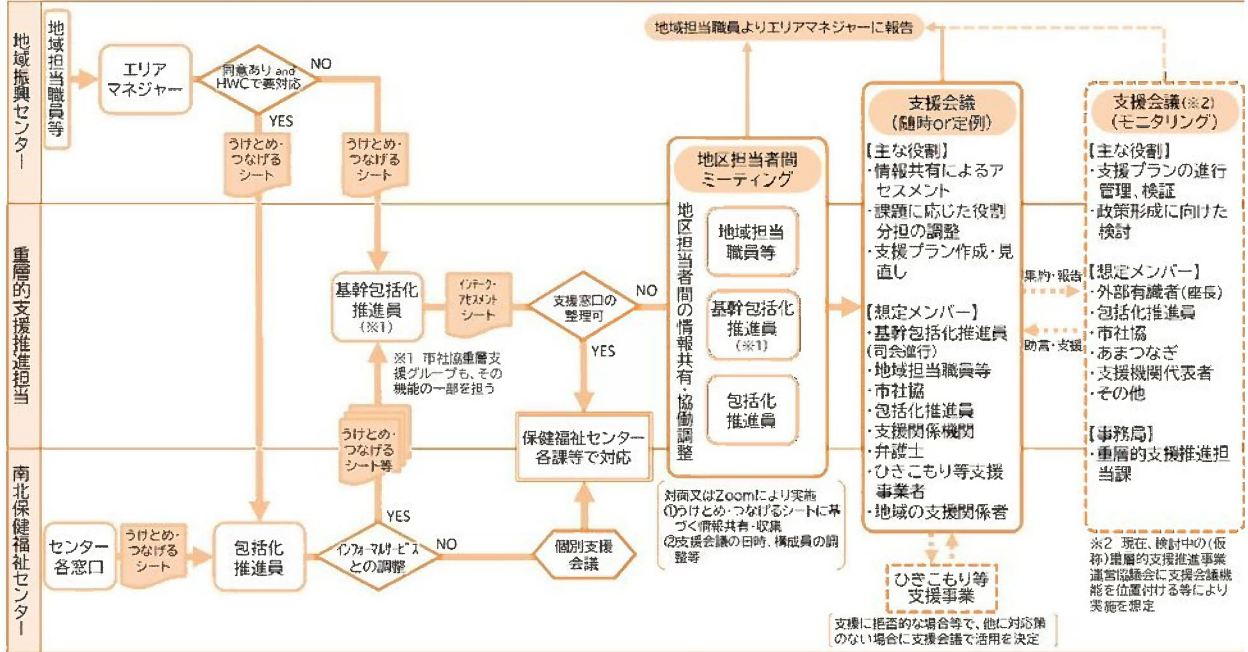 地域振興センター
地域担当職員等
エリア
マネジャー
同意あり and
HWCで要対応
NO
YES
うけとめ・
つなげる
シート
うけとめ・
つなげる
シート
地域担当職員よりエリアマネジャーに報告
重層的支援推進担当
基幹包括化
推進員
(※1)
※1 市社協重層支
援グループも、その
機能の一部を担う
インテーク・
アセスメント
シート
支援窓口の
整理可
NO
YES
保健福祉センター
各課等で対応
うけとめ・
つなげる
シート等
南北保健福祉センター
センター
各窓口
うけとめ・
つなげる
シート
包括化
推進員
インフォーマルサービス
との調整
YES
NO
個別支援
会議
地区担当者間
ミーティング
地区担当者間の情報共有・協働調整
地域担当
職員等
基幹包括化
推進員
(※1)
包括化
推進員
対面又はZoomにより実施
①うけとめ・つなげるシートに基
づく情報共有・収集
②支援会議の日時、構成員の調
整等
支援会議
(随時or定例)
【主な役割】
・情報共有によるア
セスメント
・課題に応じた役割
分担の調整
・支援プラン作成・見
直し
【想定メンバー】
・基幹包括化推進員
(司会進行)
・地域担当職員等
・市社協
・包括化推進員
・支援関係機関
・弁護士
・ひきこもり等支援
事業者
・地域の支援関係者
集約・報告
助言・支援
ひきこもり等
支援事業
支援に拒否的な場合等で、他に対応策
のない場合に支援会議で活用を決定
支援会議(※2)
(モニタリング)
【主な役割】
・支援プランの進行
管理、検証
・政策形成に向けた
検討
【想定メンバー】
・外部有識者(座長)
・包括化推進員
・市社協
・あまつなぎ
・支援機関代表者
・その他
【事務局】
・重層的支援推進担
当課
※2 現在、検討中の(仮
称)重層的支援推進事業
運営協議会に支援会議機
能を位置付ける等により
実施を想定